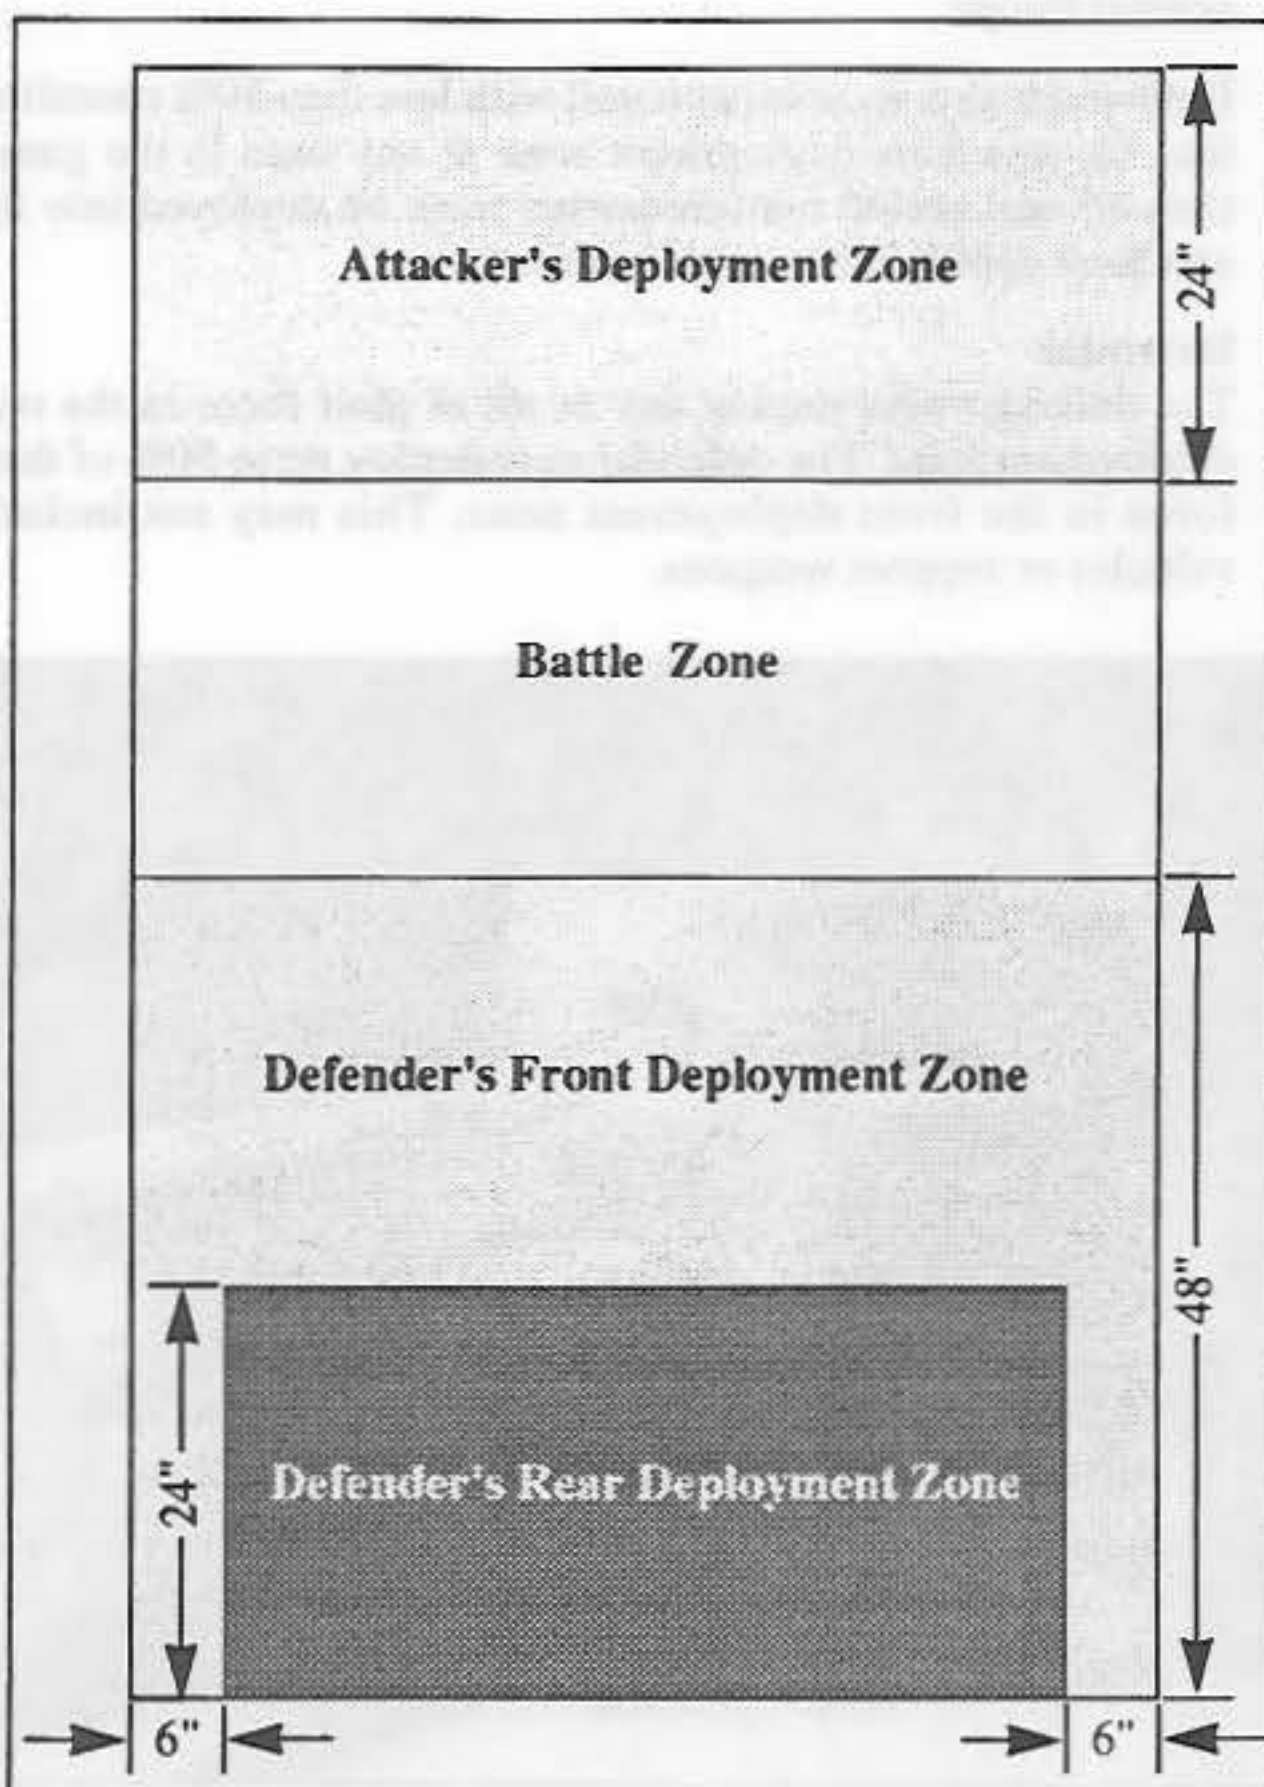 Attacker's Deployment Zone
24"
Battle Zone
Defender's Front Deployment Zone
48"
24"
Defender's Rear Deployment Zone
6"
6"